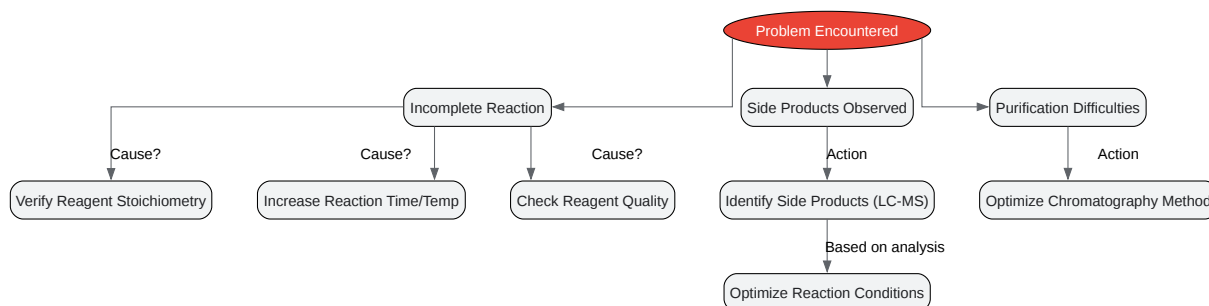 Problem Encountered
Incomplete Reaction
Side Products Observed
Purification Difficulties
Cause?
Cause?
Cause?
Action
Action
Verify Reagent Stoichiometry
Increase Reaction Time/Temp
Check Reagent Quality
Identify Side Products (LC-MS)
Optimize Chromatography Method
Based on analysis
Optimize Reaction Conditions